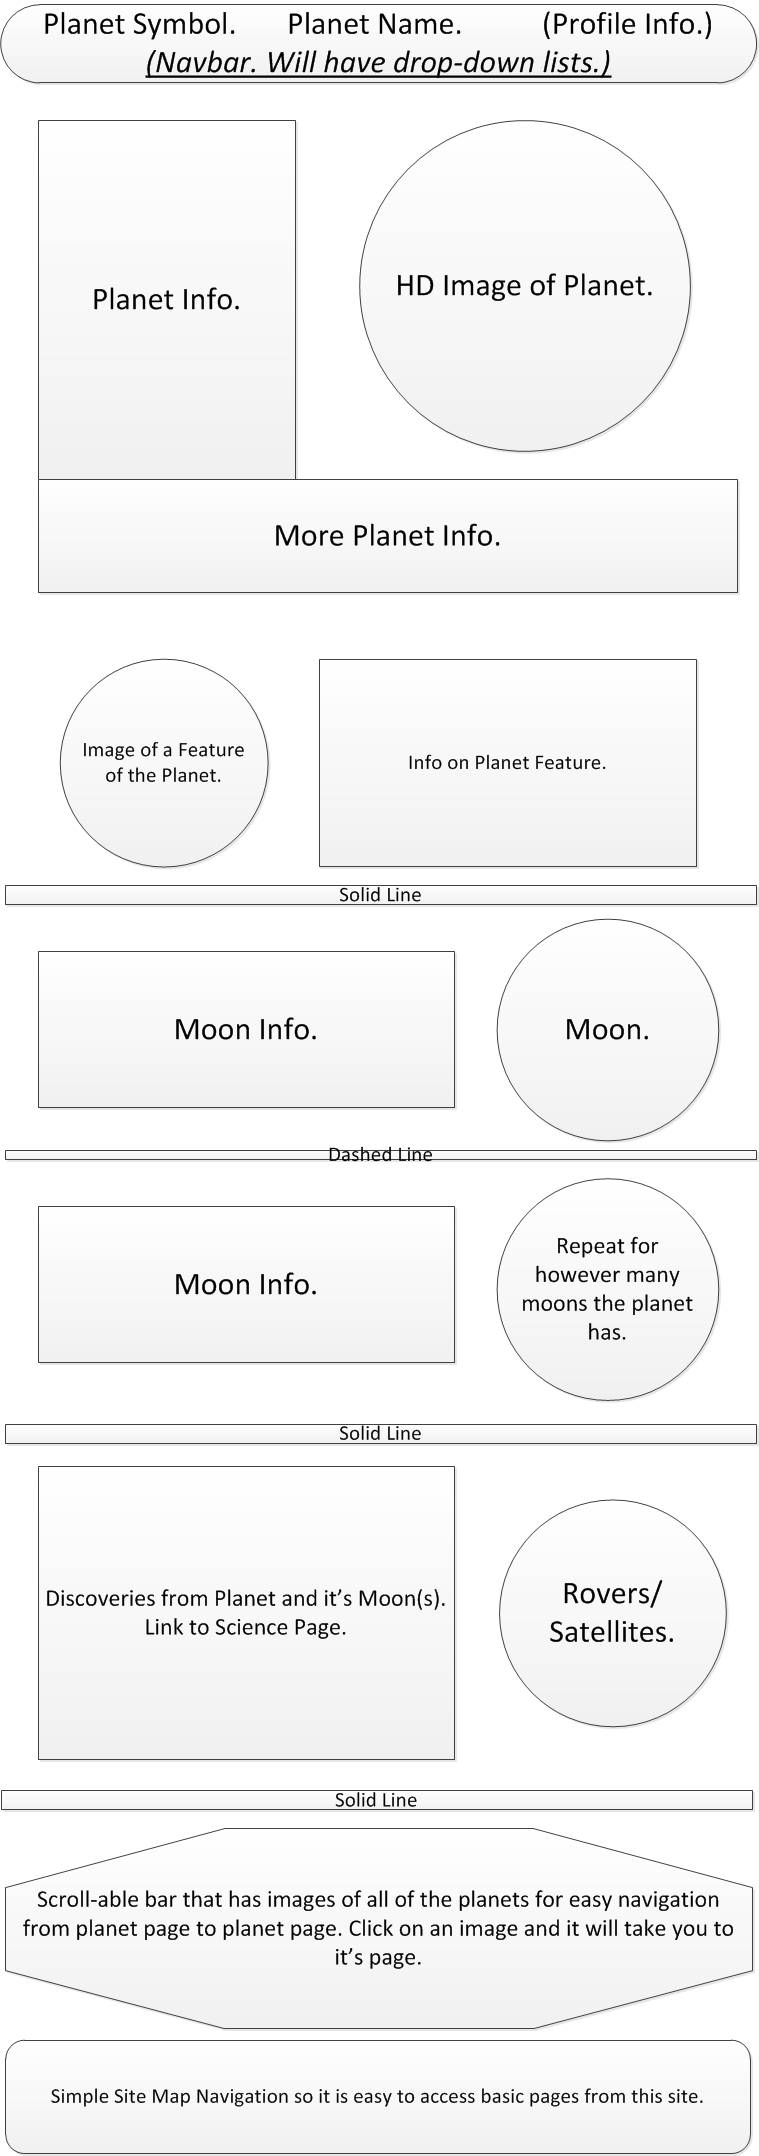 Planet Symbol. Planet Name. (Profile Info.)
(Navbar. Will have drop-down lists.)
Planet Info.
HD Image of Planet.
More Planet Info.
Image of a Feature
of the Planet.
Info on Planet Feature.
Solid Line
Moon Info.
Moon.
Dashed Line
Moon Info.
Repeat for
however many
moons the planet
has.
Solid Line
Discoveries from Planet and it’s Moon(s).
Link to Science Page.
Rovers/
Satellites.
Solid Line
Scroll-able bar that has images of all of the planets for easy navigation
from planet page to planet page. Click on an image and it will take you to
it’s page.
Simple Site Map Navigation so it is easy to access basic pages from this site.